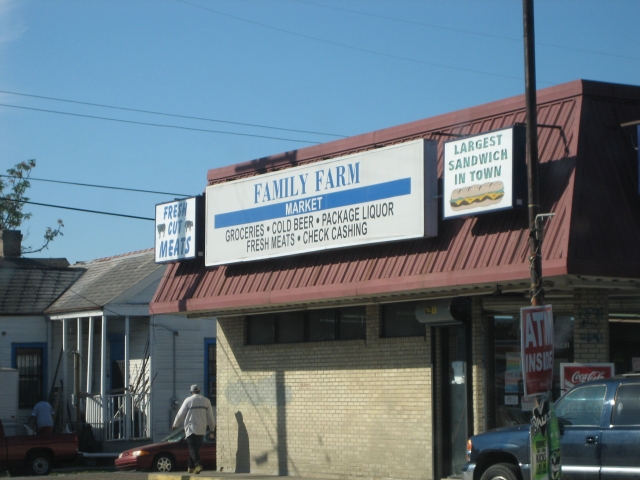 FRESH
CUT
MEATS
FAMILY FARM
MARKET
GROCERIES • COLD BEER • PACKAGE LIQUOR
FRESH MEATS • CHECK CASHING
LARGEST
SANDWICH
IN TOWN
ATM
INSIDE
Coca-Cola